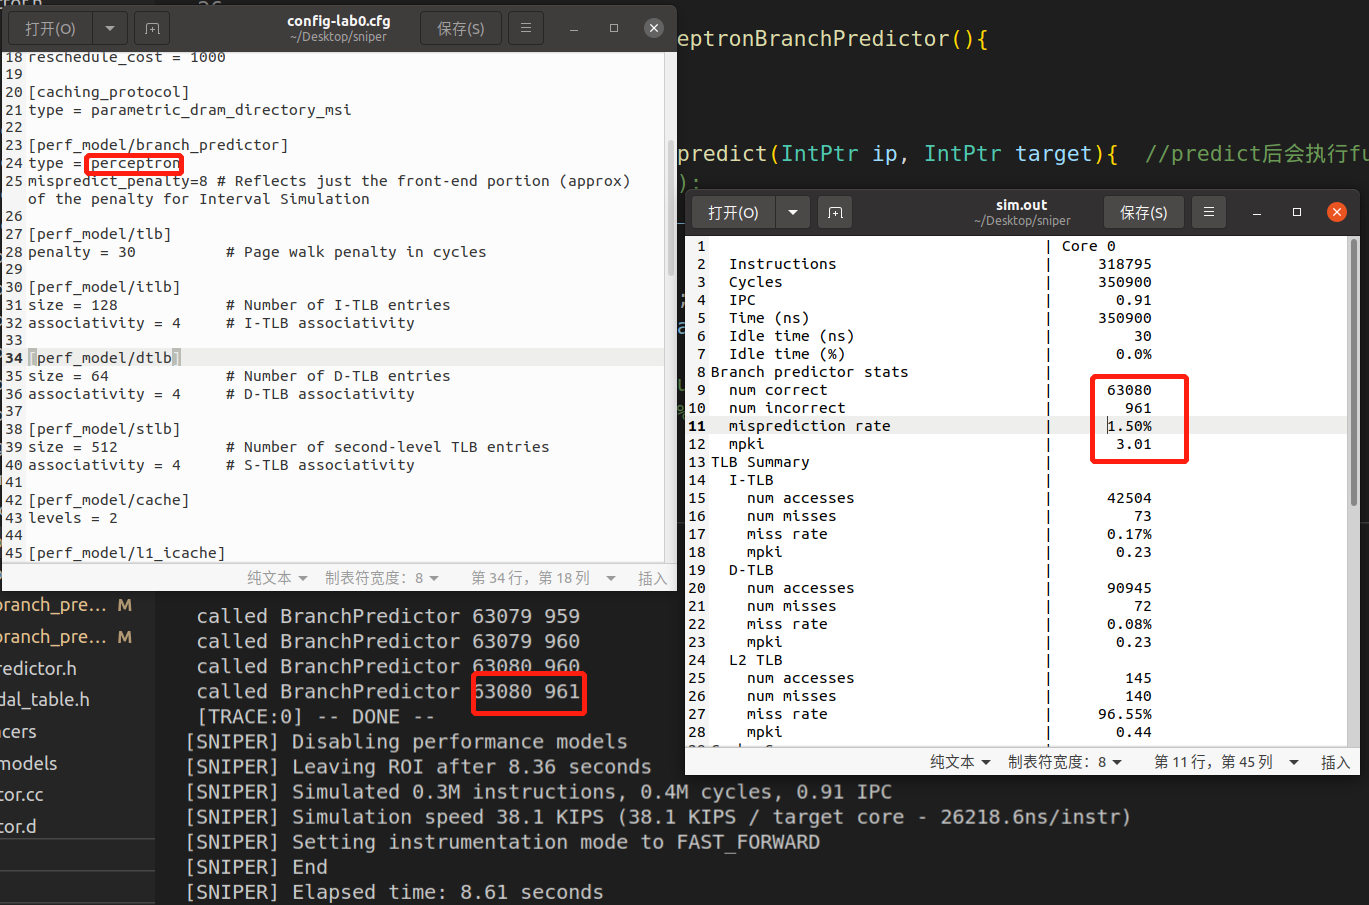 打开(O)
config-lab0.cfg
~/Desktop/sniper
保存(S)
18 reschedule_cost = 1000
19
20 [caching_protocol]
21 type = parametric_dram_directory_msi
22
23 [perf_model/branch_predictor]
24 type = perceptron
25 mispredict_penalty=8 # Reflects just the front-end portion (approx)
of the penalty for Interval Simulation
26
27 [perf_model/tlb]
28 penalty = 30 # Page walk penalty in cycles
29
30 [perf_model/itlb]
31 size = 128 # Number of I-TLB entries
32 associativity = 4 # I-TLB associativity
33
34 [perf_model/dtlb]
35 size = 64 # Number of D-TLB entries
36 associativity = 4 # D-TLB associativity
37
38 [perf_model/stlb]
39 size = 512 # Number of second-level TLB entries
40 associativity = 4 # S-TLB associativity
41
42 [perf_model/cache]
43 levels = 2
44
45 [perf_model/l1_icache]
纯文本 制表符宽度：8 第 34 行，第 18 列 插入
eptronBranchPredictor(){
predict(IntPtr ip, IntPtr target){ //predict后会执行fu
):
打开(O)
sim.out
~/Desktop/sniper
保存(S)
1 | Core 0
2 Instructions | 318795
3 Cycles | 350900
4 IPC | 0.91
5 Time (ns) | 350900
6 Idle time (ns) | 30
7 Idle time (%) | 0.0%
8 Branch predictor stats |
9 num correct | 63080
10 num incorrect | 961
11 misprediction rate | 1.50%
12 mpki | 3.01
13 TLB Summary |
14 I-TLB |
15 num accesses | 42504
16 num misses | 73
17 miss rate | 0.17%
18 mpki | 0.23
19 D-TLB |
20 num accesses | 90945
21 num misses | 72
22 miss rate | 0.08%
23 mpki | 0.23
24 L2 TLB |
25 num accesses | 145
26 num misses | 140
27 miss rate | 96.55%
28 mpki | 0.44
纯文本 制表符宽度：8 第 11 行，第 45 列 插入
branch_pre... M
branch_pre... M
redictor.h
dal_table.h
cers
models
tor.cc
tor.d
called BranchPredictor 63079 959
called BranchPredictor 63079 960
called BranchPredictor 63080 960
called BranchPredictor 63080 961
[TRACE:0] -- DONE --
[SNIPER] Disabling performance models
[SNIPER] Leaving ROI after 8.36 seconds
[SNIPER] Simulated 0.3M instructions, 0.4M cycles, 0.91 IPC
[SNIPER] Simulation speed 38.1 KIPS (38.1 KIPS / target core - 26218.6ns/instr)
[SNIPER] Setting instrumentation mode to FAST_FORWARD
[SNIPER] End
[SNIPER] Elapsed time: 8.61 seconds